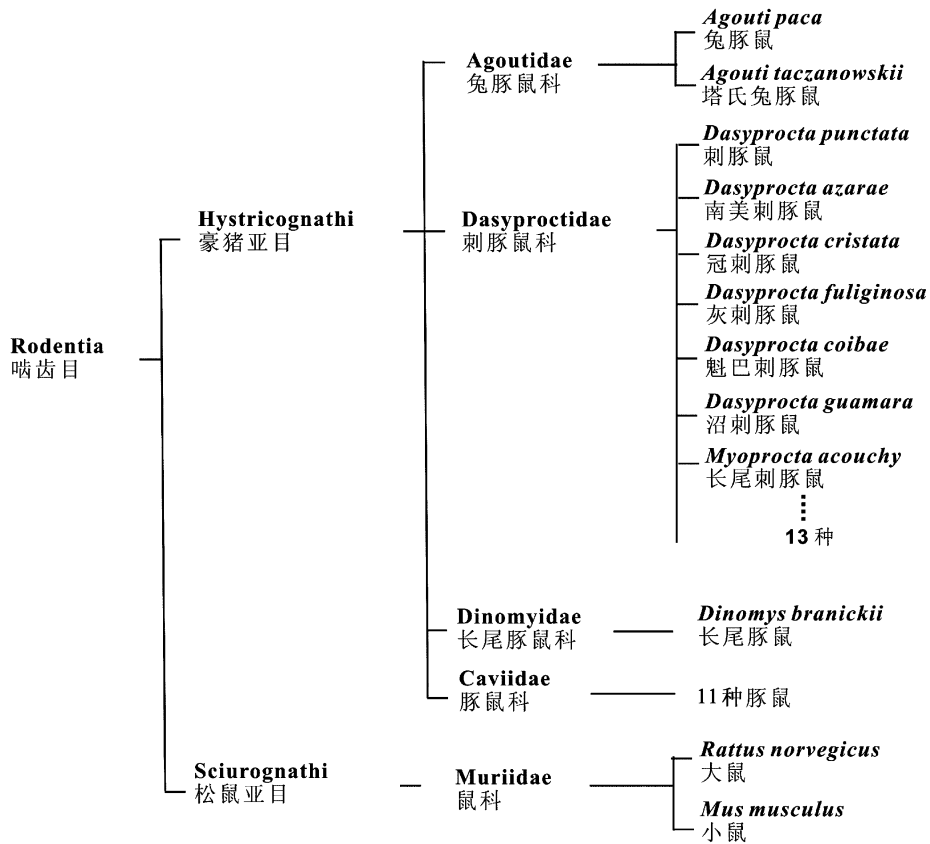 Agouti paca
兔豚鼠
Agoutidae
兔豚鼠科
Agouti taczanowskii
塔氏兔豚鼠
Dasyprocta punctata
刺豚鼠
Dasyprocta azarae
南美刺豚鼠
Hystricognathi
豪猪亚目
Dasyproctidae
刺豚鼠科
Dasyprocta cristata
冠刺豚鼠
Dasyprocta fuliginosa
灰刺豚鼠
Rodentia
啮齿目
Dasyprocta coibae
魁巴刺豚鼠
Dasyprocta guamara
沼刺豚鼠
Myoprocta acouchy
长尾刺豚鼠
13 种
Dinomyidae
长尾豚鼠科
Dinomys branickii
长尾豚鼠
Caviidae
豚鼠科
11种豚鼠
Sciurognathi
松鼠亚目
Muriidae
鼠科
Rattus norvegicus
大鼠
Mus musculus
小鼠